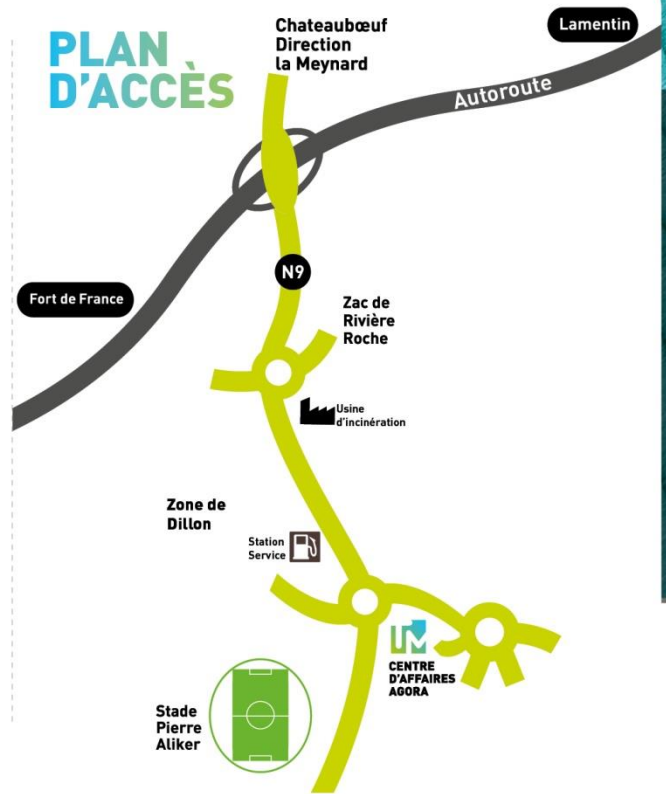 PLAN
D'ACCÈS
Chateaubœuf
Direction
la Meynard
Lamentin
Autoroute
N9
Fort de France
Zac de
Rivière
Roche
Usine
d'incinération
Zone de
Dillon
Station
Service
CENTRE
D'AFFAIRES
AGORA
Stade
Pierre
Aliker